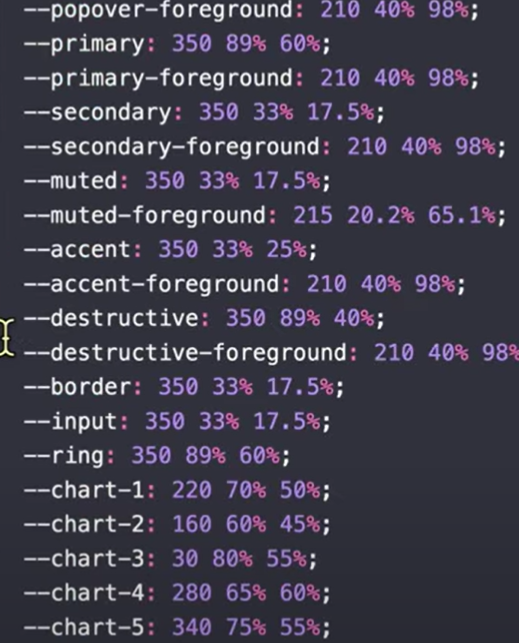 --popover-foreground: 210 40% 98%;
--primary: 350 89% 60%;
--primary-foreground: 210 40% 98%;
--secondary: 350 33% 17.5%;
--secondary-foreground: 210 40% 98%;
--muted: 350 33% 17.5%;
--muted-foreground: 215 20.2% 65.1%;
--accent: 350 33% 25%;
--accent-foreground: 210 40% 98%;
--destructive: 350 89% 40%;
--destructive-foreground: 210 40% 98%
--border: 350 33% 17.5%;
--input: 350 33% 17.5%;
--ring: 350 89% 60%;
--chart-1: 220 70% 50%;
--chart-2: 160 60% 45%;
--chart-3: 30 80% 55%;
--chart-4: 280 65% 60%;
--chart-5: 340 75% 55%;